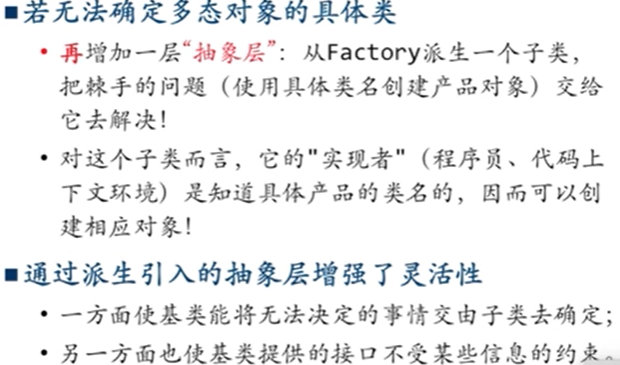 ■若无法确定多态对象的具体类
• 再增加一层“抽象层”：从Factory派生一个子类，
把棘手的问题（使用具体类名创建产品对象）交给
它去解决！
• 对这个子类而言，它的"实现者"（程序员、代码上
下文环境）是知道具体产品的类名的，因而可以创
建相应对象！
■通过派生引入的抽象层增强了灵活性
• 一方面使基类能将无法决定的事情交由子类去确定；
• 另一方面也使基类提供的接口不受某些信息的约束。